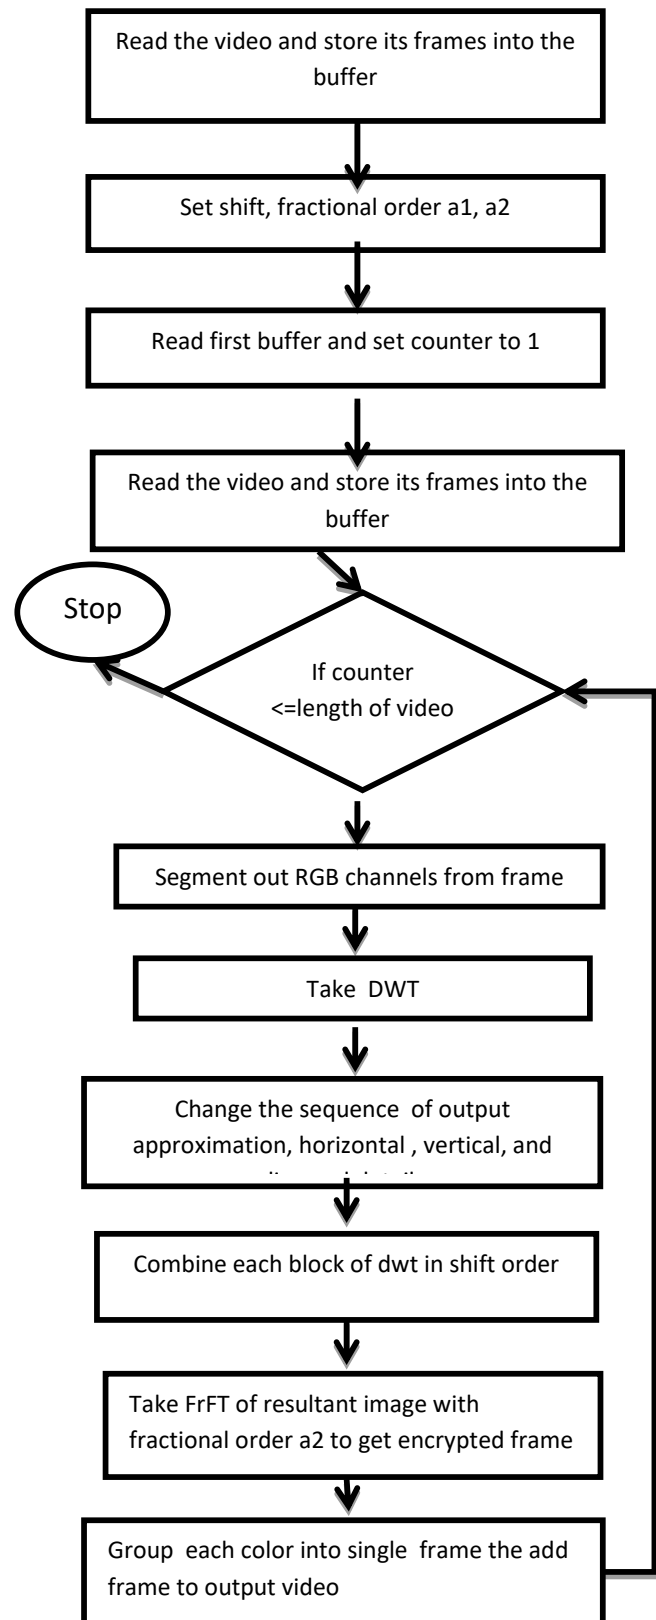 Read the video and store its frames into the
buffer
Set shift, fractional order a1, a2
Read first buffer and set counter to 1
Read the video and store its frames into the
buffer
Stop
If counter
<=length of video
Segment out RGB channels from frame
Take DWT
Change the sequence of output
approximation, horizontal , vertical, and
Combine each block of dwt in shift order
Take FrFT of resultant image with
fractional order a2 to get encrypted frame
Group each color into single frame the add
frame to output video